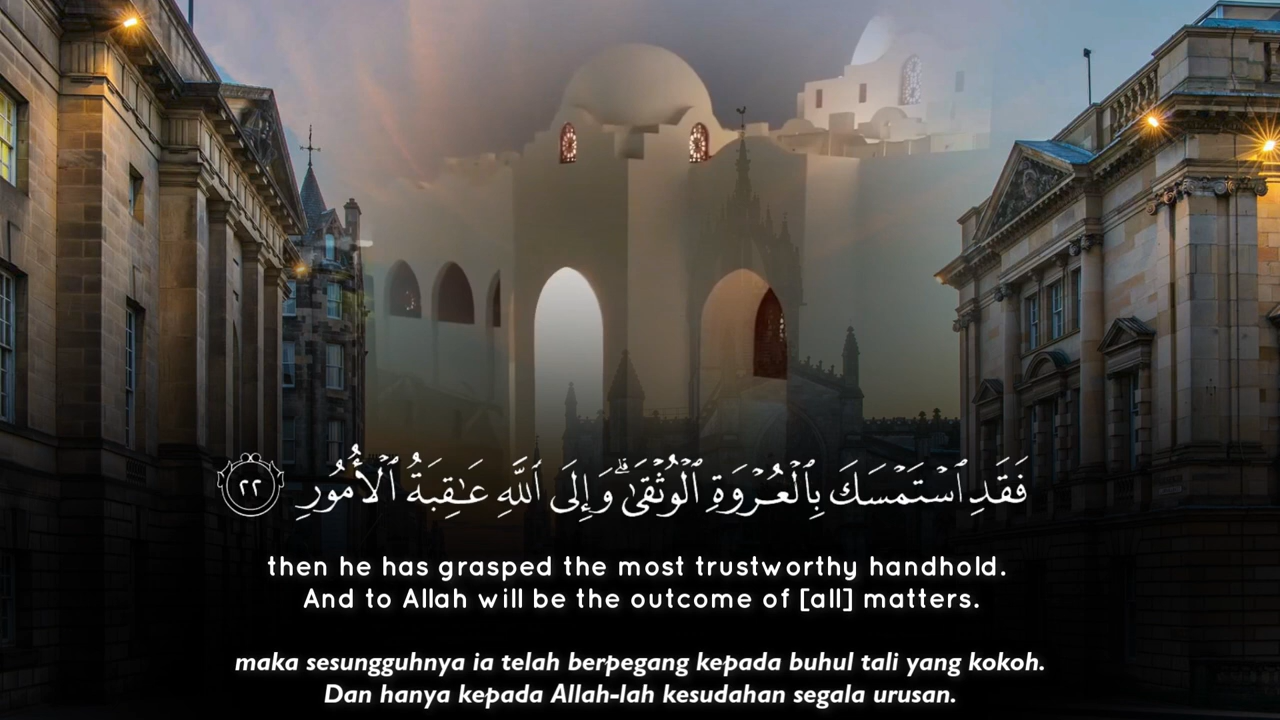 فَقَدِ ٱسْتَمْسَكَ بِٱلْعُرْوَةِ ٱلْوُثْقَىٰ ۗ وَإِلَى ٱللَّهِ عَـٰقِبَةُ ٱلْأُمُورِ ٢٢
then he has grasped the most trustworthy handhold.
And to Allah will be the outcome of [all] matters.
maka sesungguhnya ia telah berpegang kepada buhul tali yang kokoh.
Dan hanya kepada Allah-lah kesudahan segala urusan.